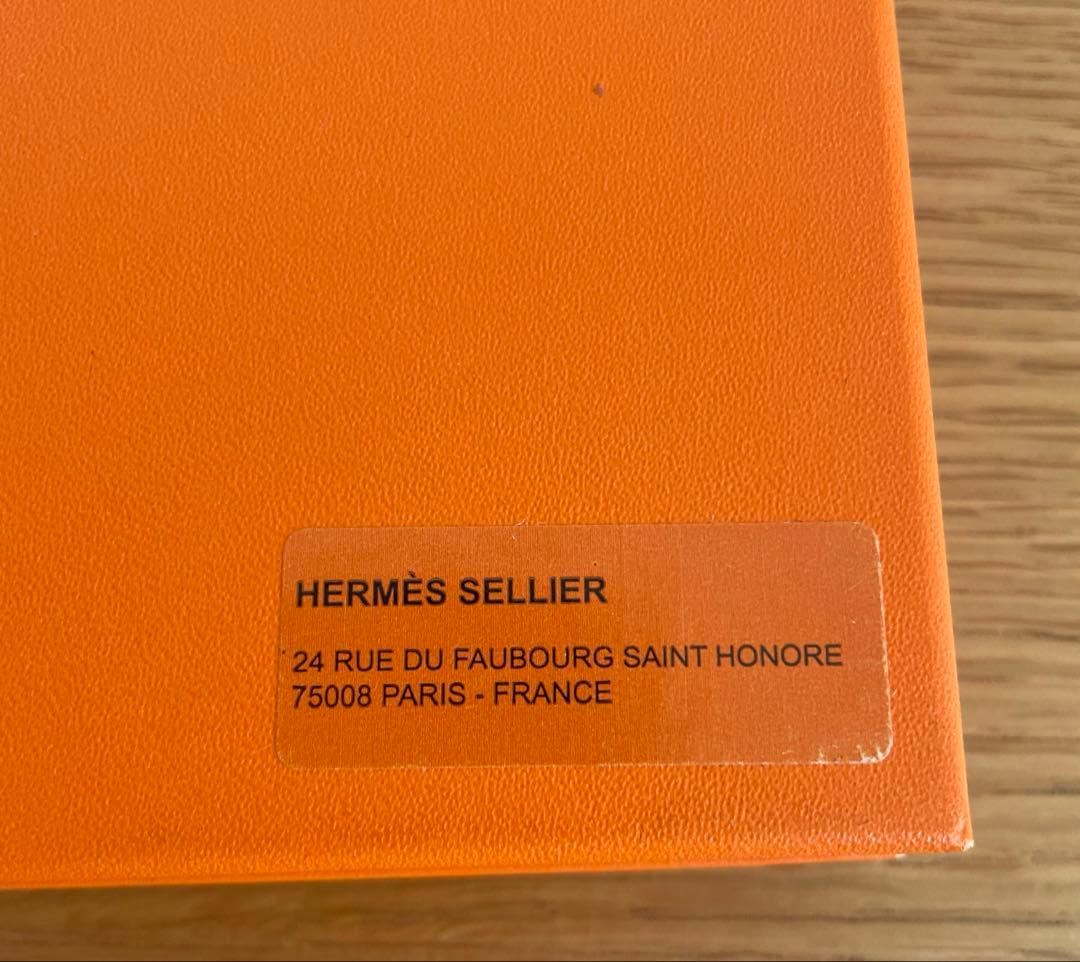 HERMÈS SELLIER
24 RUE DU FAUBOURG SAINT HONORE
75008 PARIS - FRANCE